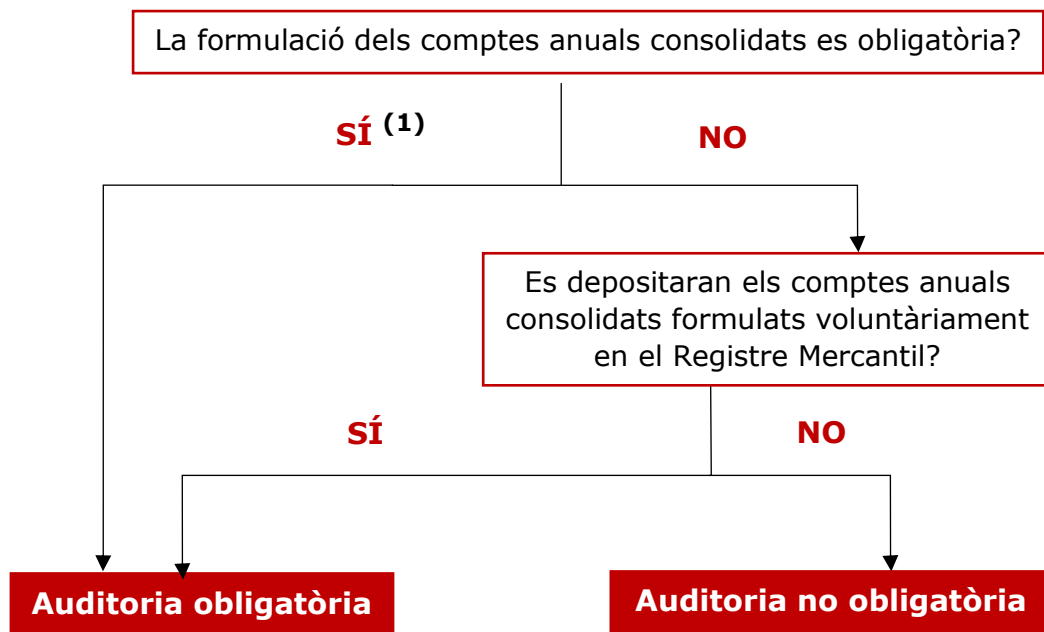 La formulació dels comptes anuals consolidats es obligatòria?
SÍ (1)
NO
Es depositaran els comptes anuals
consolidats formulats voluntàriament
en el Registre Mercantil?
SÍ
NO
Auditoria obligatòria
Auditoria no obligatòria